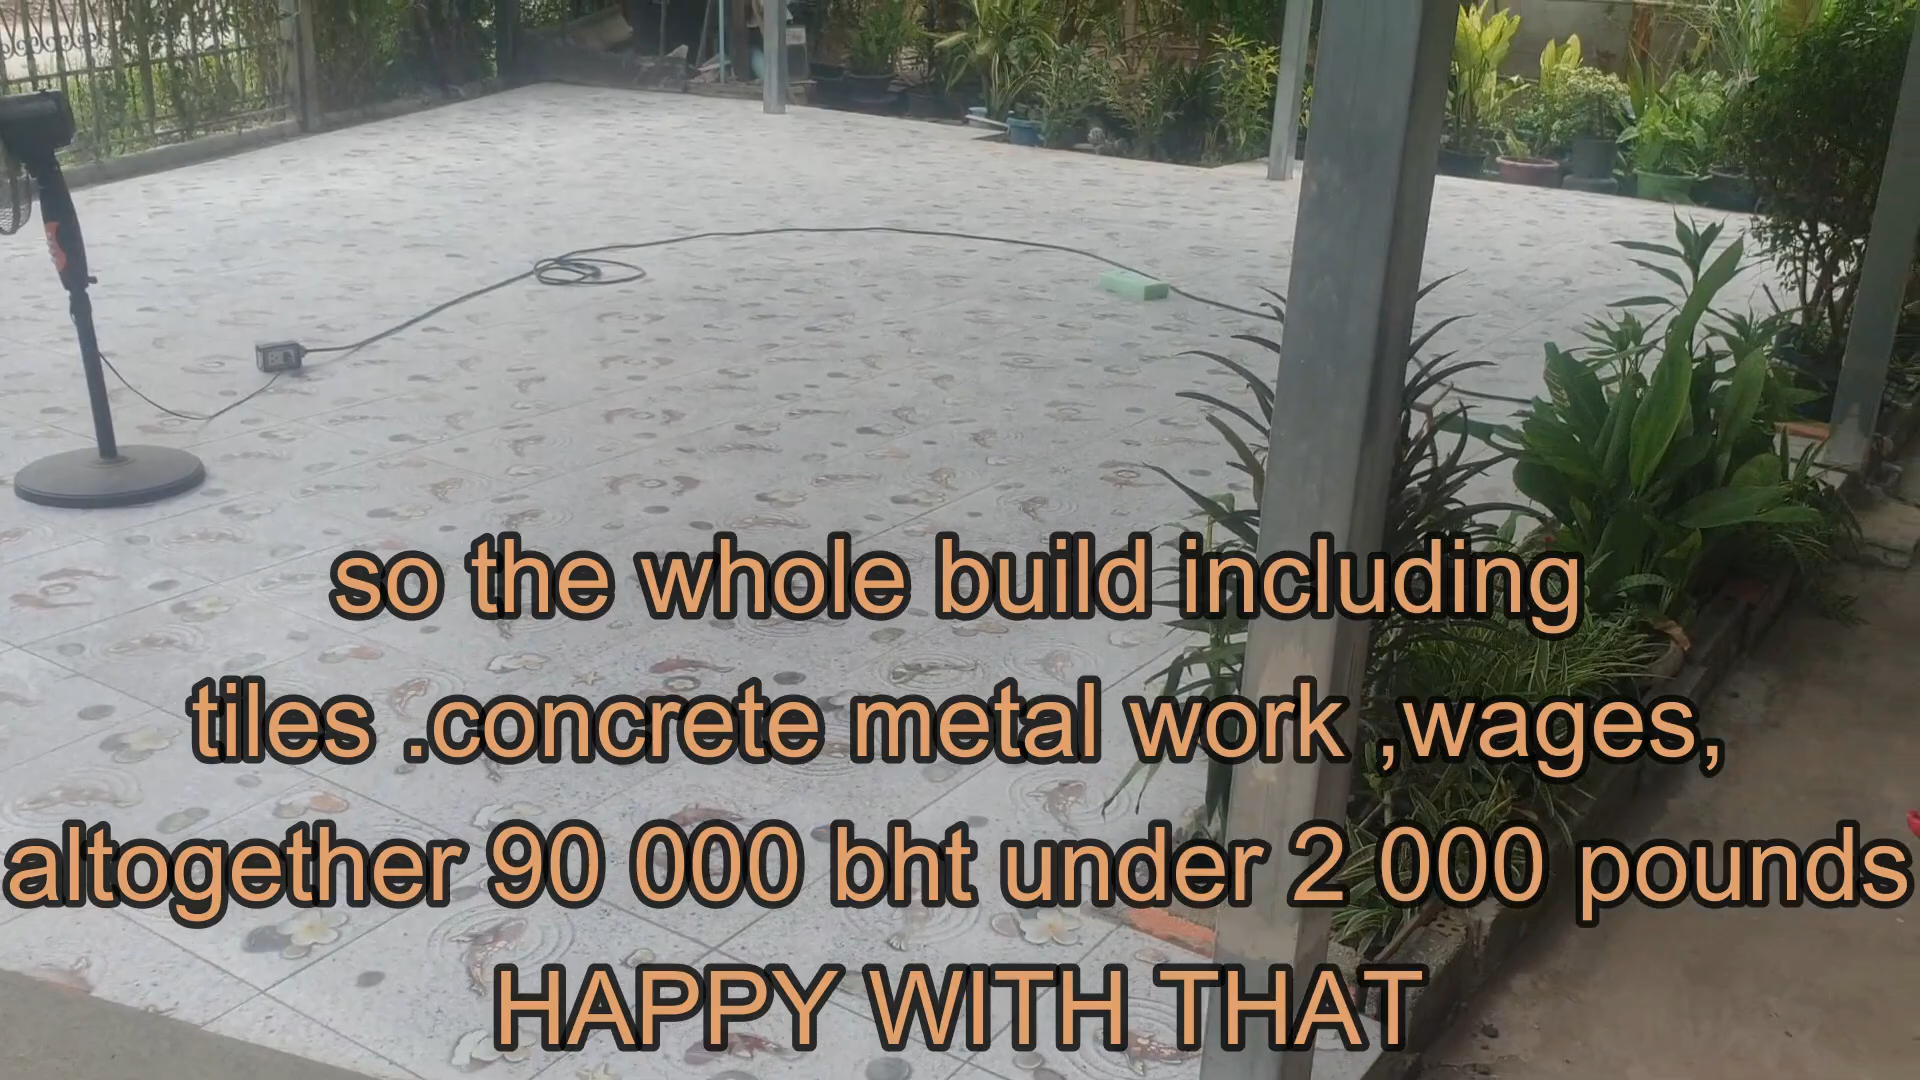 so the whole build including
tiles .concrete metal work ,wages,
altogether 90 000 bht under 2 000 pounds
HAPPY WITH THAT